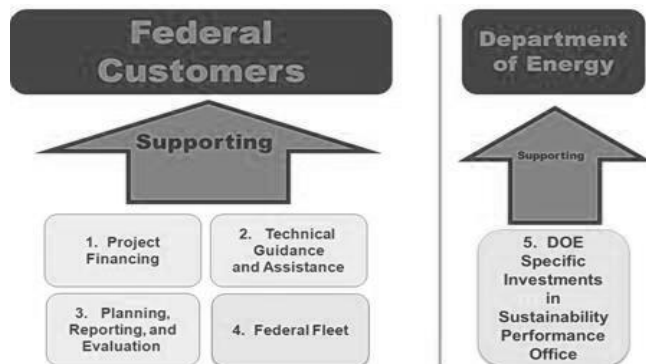 Federal
Customers
Supporting
1. Project
Financing
2. Technical
Guidance
and Assistance
3. Planning,
Reporting, and
Evaluation
4. Federal Fleet
Department
of Energy
Supporting
5. DOE
Specific
Investments
in
Sustainability
Performance
Office